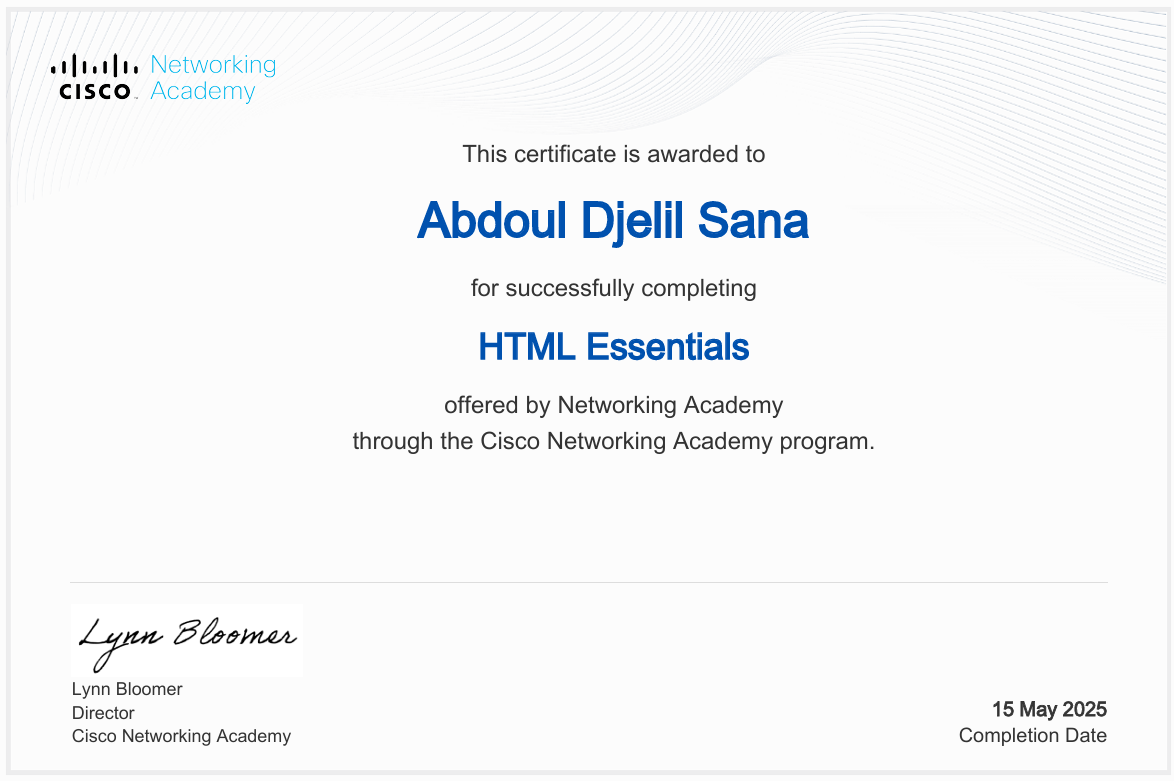 Networking
CISCO Academy
This certificate is awarded to
Abdoul Djelil Sana
for successfully completing
HTML Essentials
offered by Networking Academy
through the Cisco Networking Academy program.
Lynn Bloomer
Lynn Bloomer
Director
Cisco Networking Academy
15 May 2025
Completion Date